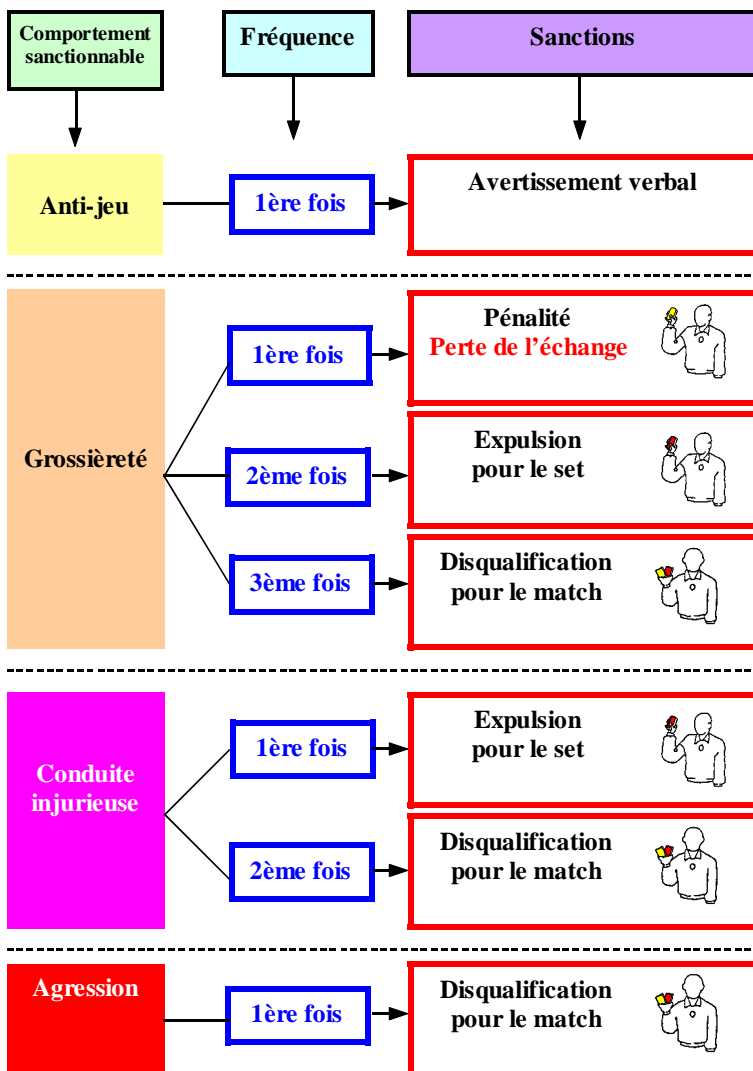 Comportement
sanctionnable
Fréquence
Sanctions
Anti-jeu
1ère fois
Avertissement verbal
Grossièreté
1ère fois
Pénalité
Perte de l’échange
2ème fois
Expulsion
pour le set
3ème fois
Disqualification
pour le match
Conduite
injurieuse
1ère fois
Expulsion
pour le set
2ème fois
Disqualification
pour le match
Agression
1ère fois
Disqualification
pour le match